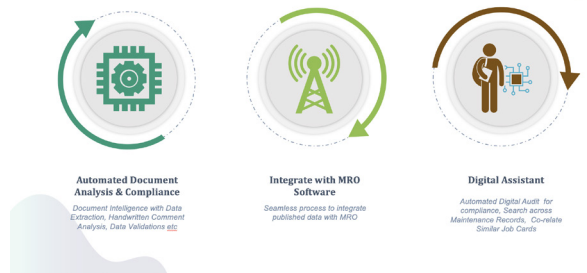 Automated Document
Analysis & Compliance
Document Intelligence with Data
Extraction, Handwritten Comment
Analysis, Data Validations etc
Integrate with MRO
Software
Seamless process to integrate
published data with MRO
Digital Assistant
Automated Digital Audit for
compliance, Search across
Maintenance Records, Co-relate
Similar Job Cards